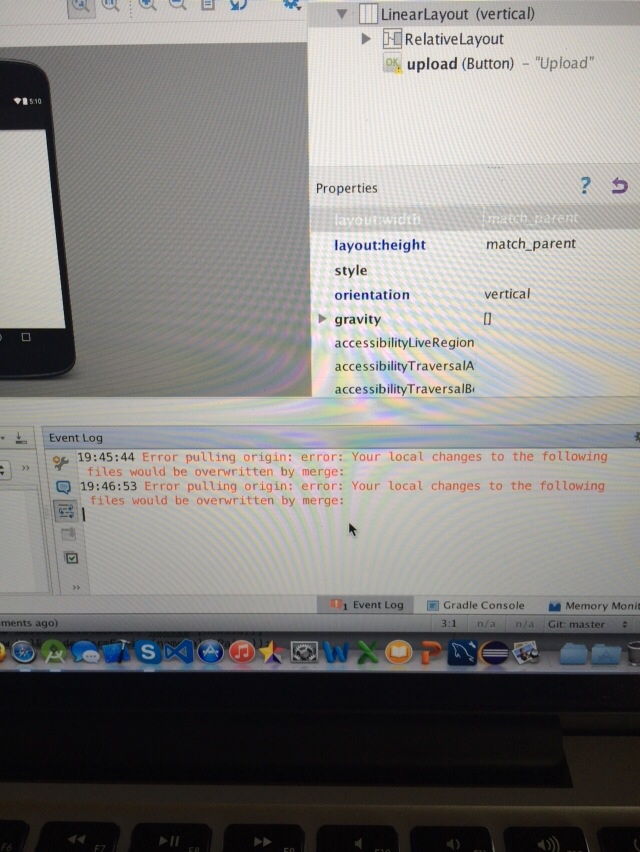 LinearLayout (vertical)
RelativeLayout
upload (Button) – "Upload"
5:10
Properties
layout:width match_parent
layout:height match_parent
style
orientation vertical
gravity []
accessibilityLiveRegion
accessibilityTraversalA
accessibilityTraversalB
Event Log
19:45:44 Error pulling origin: error: Your local changes to the following
files would be overwritten by merge:
19:46:53 Error pulling origin: error: Your local changes to the following
files would be overwritten by merge:
1 Event Log Gradle Console Memory Monit
ments ago) 3:1 n/a n/a Git: master
F6 F7 F8 F9